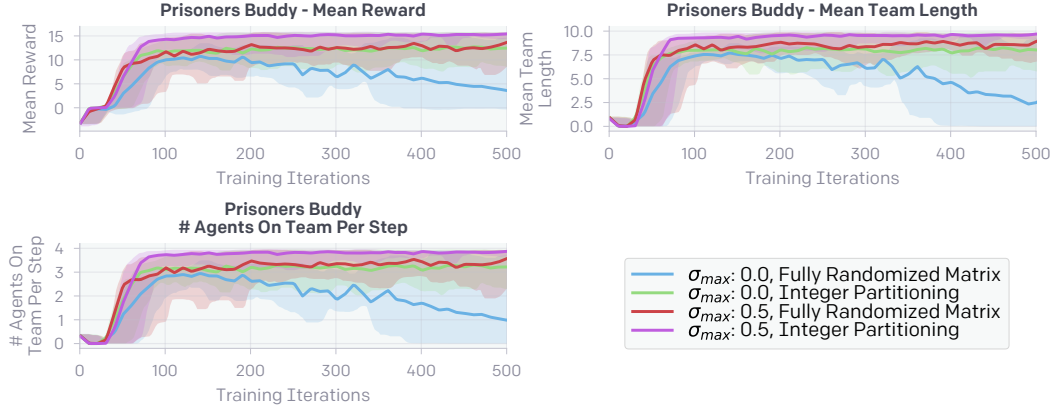 Prisoners Buddy - Mean Reward
Mean Reward
15
10
5
0
0
100
200
300
400
500
Training Iterations
Prisoners Buddy - Mean Team Length
Mean Team
Length
10.0
7.5
5.0
2.5
0.0
0
100
200
300
400
500
Training Iterations
Prisoners Buddy
# Agents On Team Per Step
# Agents On
Team Per Step
4
3
2
1
0
0
100
200
300
400
500
Training Iterations
σmax: 0.0, Fully Randomized Matrix
σmax: 0.0, Integer Partitioning
σmax: 0.5, Fully Randomized Matrix
σmax: 0.5, Integer Partitioning